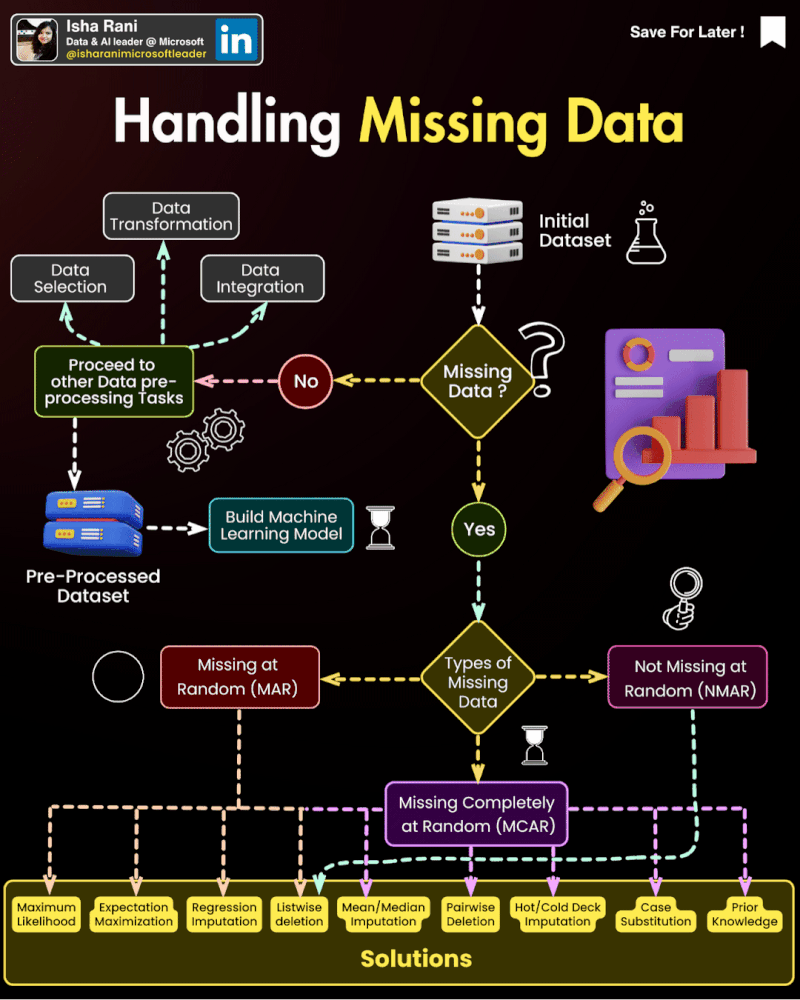 Isha Rani
Data & AI leader @ Microsoft
@isharanimicrosoftleader
in
Save For Later !
Handling Missing Data
Data
Transformation
Data
Selection
Data
Integration
Initial
Dataset
Proceed to
other Data pre-
processing Tasks
No
Missing
Data ?
?
Yes
Build Machine
Learning Model
Pre-Processed
Dataset
Missing at
Random (MAR)
Types of
Missing
Data
Not Missing at
Random (NMAR)
Missing Completely
at Random (MCAR)
Maximum
Likelihood
Expectation
Maximization
Regression
Imputation
Listwise
deletion
Mean/Median
Imputation
Pairwise
Deletion
Hot/Cold Deck
Imputation
Case
Substitution
Prior
Knowledge
Solutions